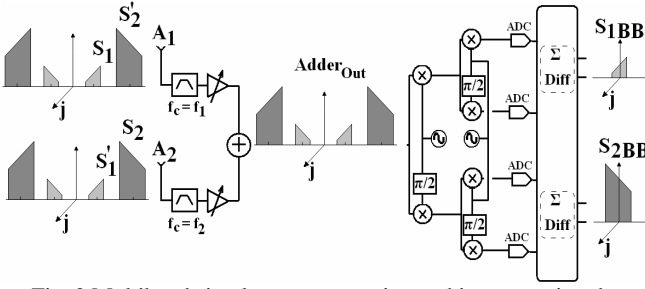 S'2
S1
A1
j
fc = f1
AdderOut
j
S2
S'1
A2
j
fc = f2
π/2
π/2
π/2
ADC
ADC
ADC
ADC
Σ
Diff
Σ
Diff
S1BB
j
S2BB
j